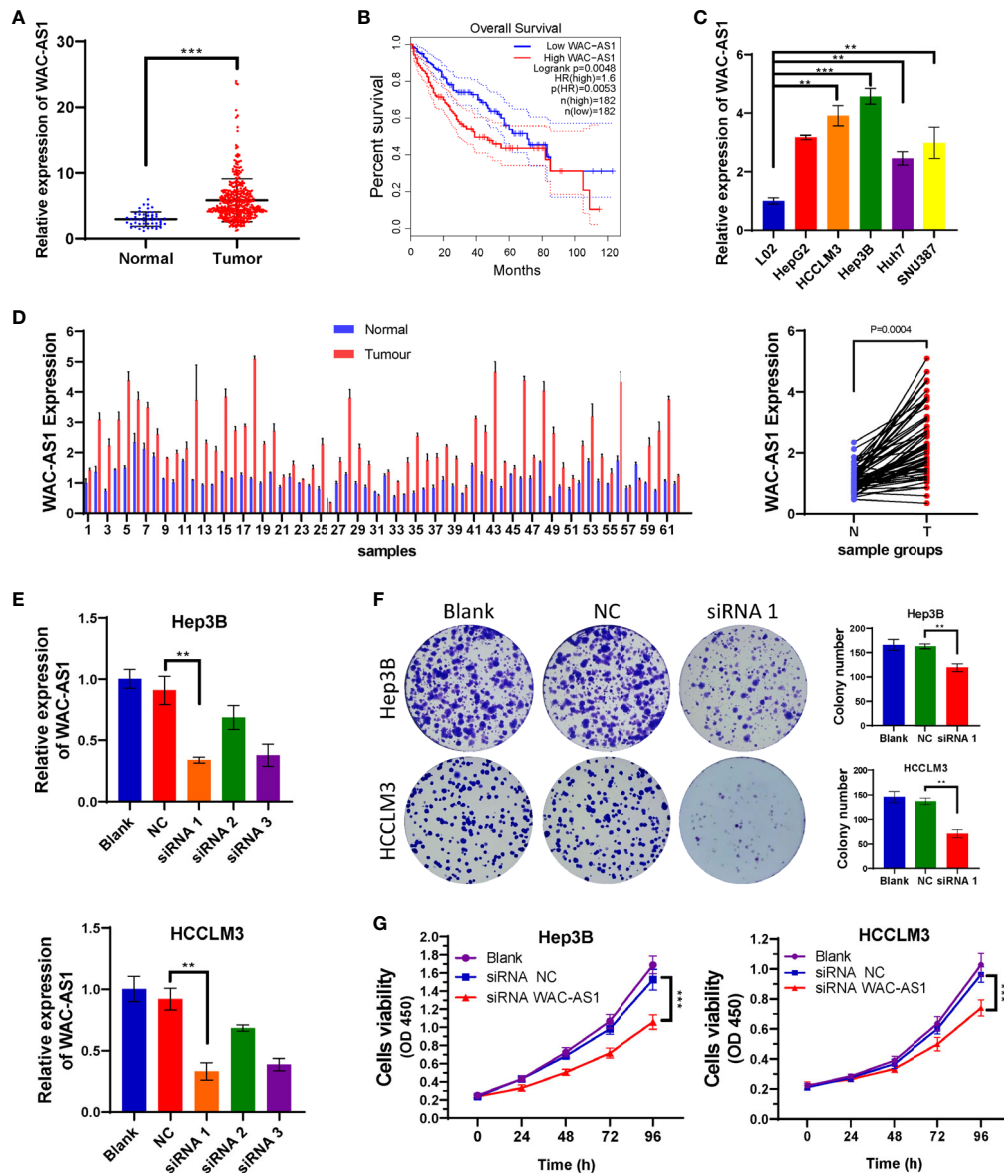 A
Relative expression of WAC-AS1
30
20
10
0
***
Normal
Tumor
B
Overall Survival
Low WAC-AS1
High WAC-AS1
Logrank p=0.0048
HR(high)=1.6
p(HR)=0.0053
n(high)=182
n(low)=182
Percent survival
1.0
0.8
0.6
0.4
0.2
0.0
0 20 40 60 80 100 120
Months
C
Relative expression of WAC-AS1
6
4
2
0
**
**
***
**
L02
HepG2
HCCLM3
Hep3B
Huh7
SNU387
D
WAC-AS1 Expression
6
5
4
3
2
1
0
Normal
Tumour
1 3 5 7 9 11 13 15 17 19 21 23 25 27 29 31 33 35 37 39 41 43 45 47 49 51 53 55 57 59 61
samples
WAC-AS1 Expression
6
4
2
0
P=0.0004
N
T
sample groups
E
Hep3B
Relative expression
of WAC-AS1
1.5
1.0
0.5
0.0
**
Blank
NC
siRNA 1
siRNA 2
siRNA 3
HCCLM3
Relative expression
of WAC-AS1
1.5
1.0
0.5
0.0
**
Blank
NC
siRNA 1
siRNA 2
siRNA 3
F
Blank
NC
siRNA 1
Hep3B
HCCLM3
Hep3B
Colony number
200
150
100
50
0
**
Blank NC siRNA 1
HCCLM3
Colony number
200
150
100
50
0
**
Blank NC siRNA 1
G
Hep3B
Cells viability
(OD 450)
2.0
1.8
1.6
1.4
1.2
1.0
0.8
0.6
0.4
0.2
0.0
Blank
siRNA NC
siRNA WAC-AS1
***
0 24 48 72 96
Time (h)
HCCLM3
Cells viability
(OD 450)
1.2
1.0
0.8
0.6
0.4
0.2
0.0
Blank
siRNA NC
siRNA WAC-AS1
***
0 24 48 72 96
Time (h)